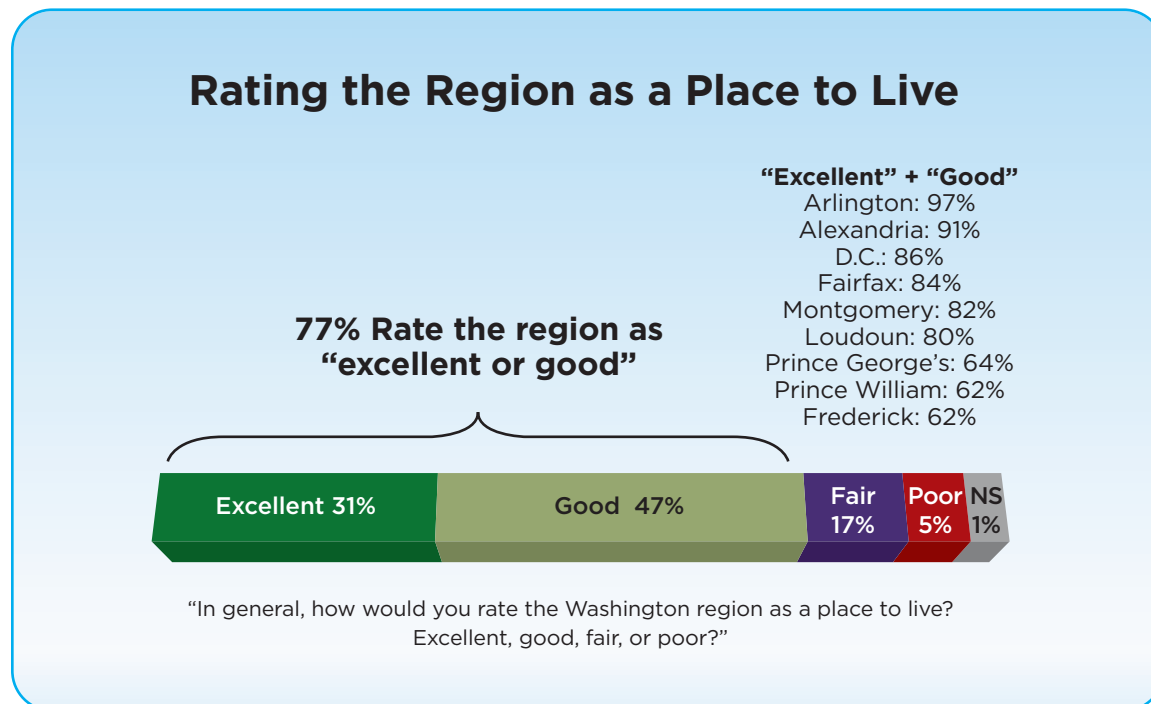 Rating the Region as a Place to Live
“Excellent” + “Good”
Arlington: 97%
Alexandria: 91%
D.C.: 86%
Fairfax: 84%
Montgomery: 82%
Loudoun: 80%
Prince George’s: 64%
Prince William: 62%
Frederick: 62%
77% Rate the region as
“excellent or good”
Excellent 31%
Good 47%
Fair
17%
Poor
5%
NS
1%
“In general, how would you rate the Washington region as a place to live?
Excellent, good, fair, or poor?”